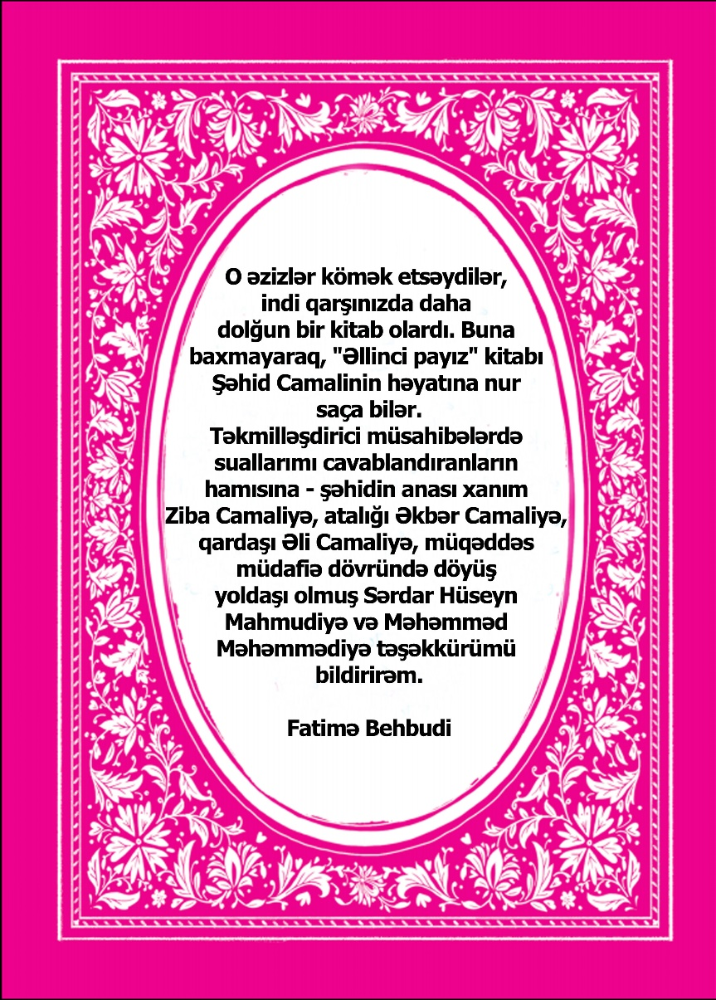 O əzizlər kömək etsəydilər,
indi qarşınızda daha
dolğun bir kitab olardı. Buna
baxmayaraq, "Əllinci payız" kitabı
Şəhid Camalinin həyatına nur
saça bilər.
Təkmilləşdirici müsahibələrdə
suallarımı cavablandıranların
hamısına - şəhidin anası xanım
Ziba Camaliyə, atalığı Əkbər Camaliyə,
qardaşı Əli Camaliyə, müqəddəs
müdafiə dövründə döyüş
yoldaşı olmuş Sərdar Hüseyn
Mahmudiyə və Məhəmməd
Məhəmmədiyə təşəkkürümü
bildirirəm.
Fatimə Behbudi